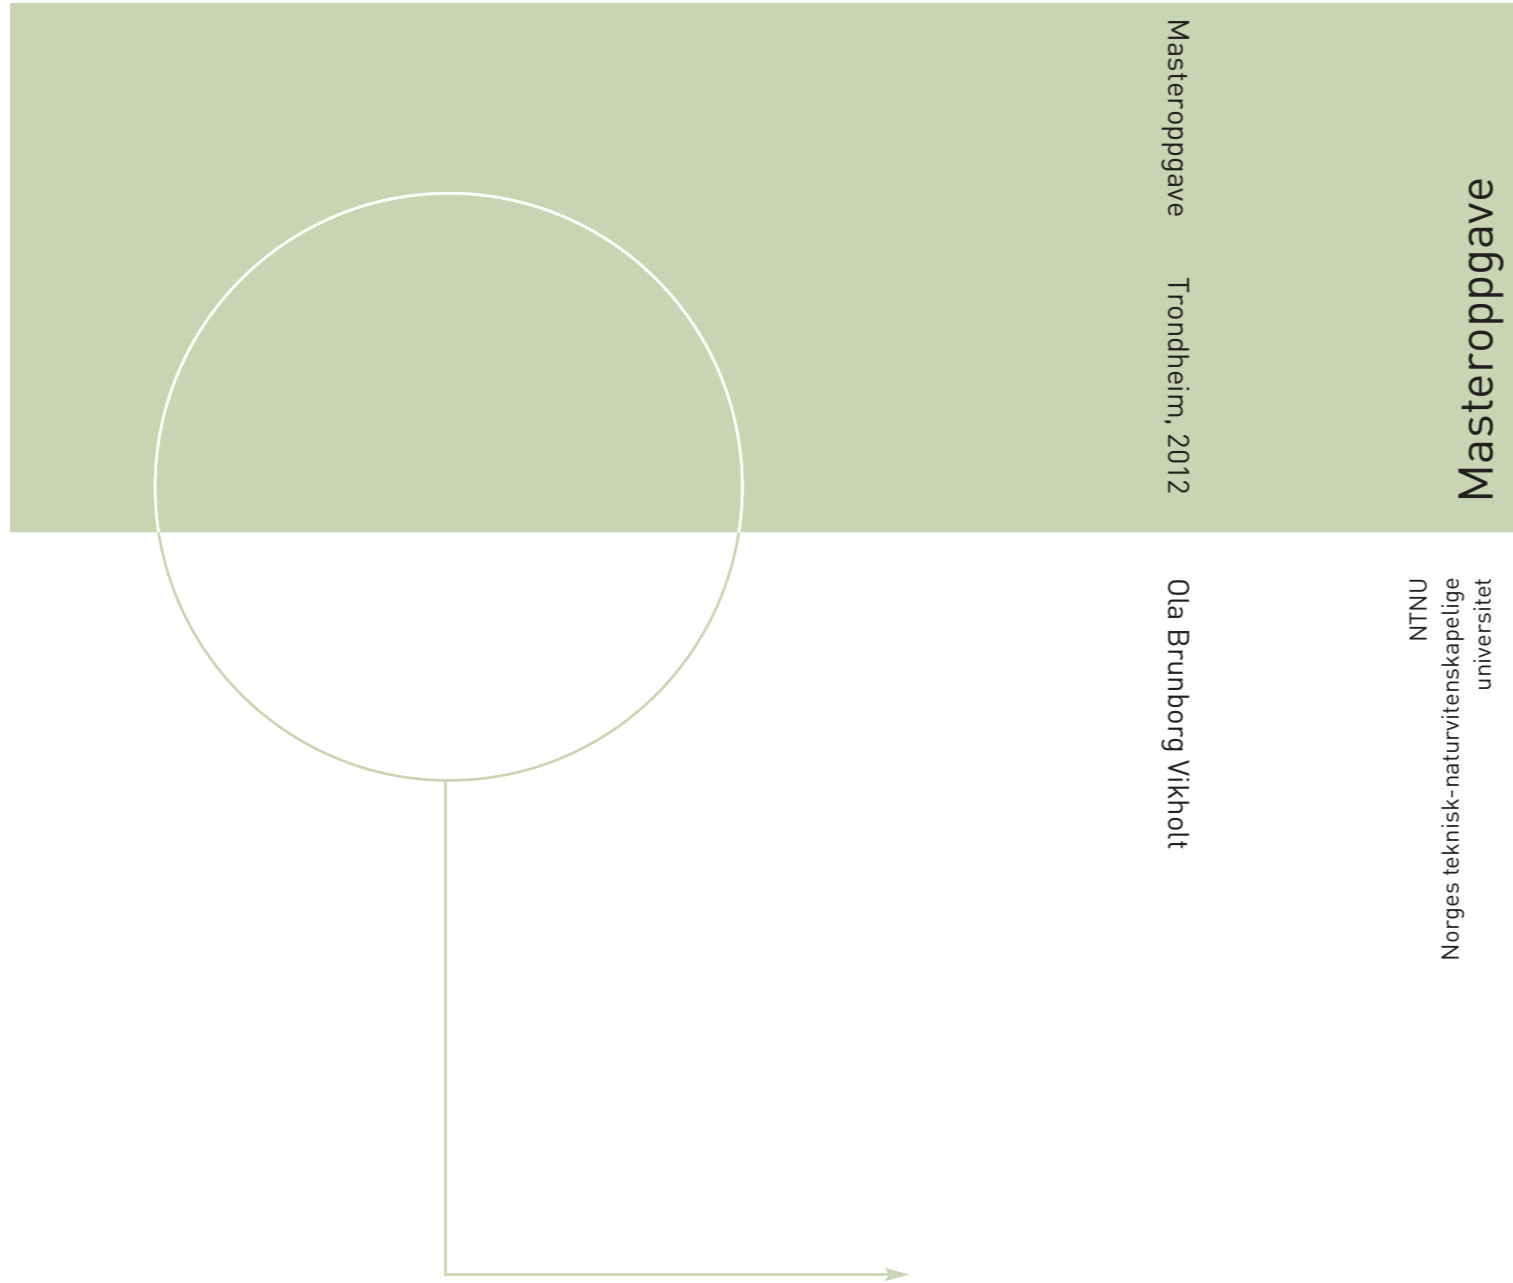 Masteroppgave Trondheim, 2012 Ola Brunborg Vikholt
Masteroppgave
NTNU
Norges teknisk-naturvitenskapelige
universitet